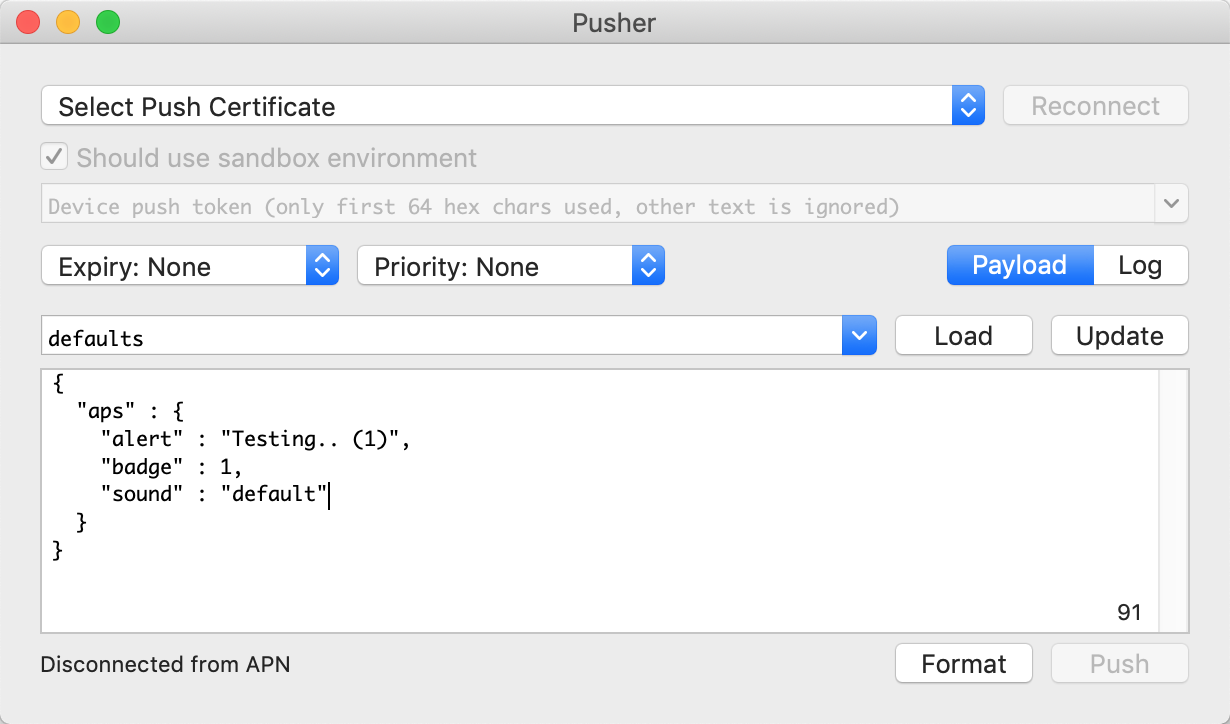 Pusher
Select Push Certificate
Reconnect
Should use sandbox environment
Device push token (only first 64 hex chars used, other text is ignored)
Expiry: None
Priority: None
Payload
Log
defaults
Load
Update
{
  "aps" : {
    "alert" : "Testing.. (1)",
    "badge" : 1,
    "sound" : "default"
  }
}
91
Disconnected from APN
Format
Push